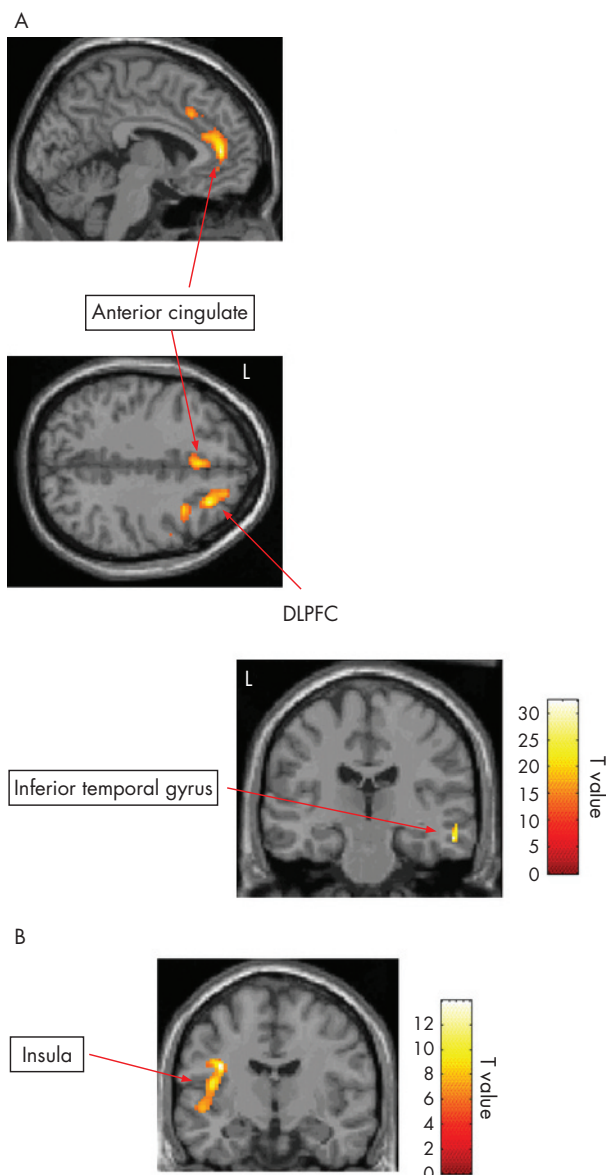 A
Anterior cingulate
L
DLPFC
L
Inferior temporal gyrus
30
25
20
15
10
5
0
T value
B
Insula
12
10
8
6
4
2
0
T value